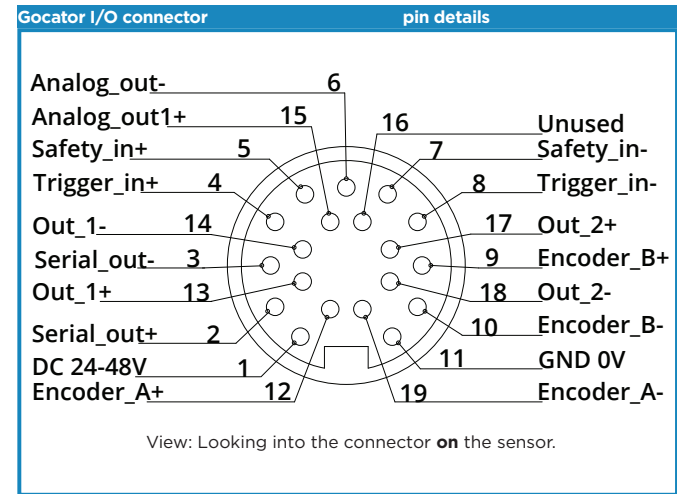 Gocator I/O connector pin details
Analog_out- 6
Analog_out1+ 15 16 Unused
Safety_in+ 5 7 Safety_in-
Trigger_in+ 4 8 Trigger_in-
Out_1- 14 17 Out_2+
Serial_out- 3 9 Encoder_B+
Out_1+ 13 18 Out_2-
Serial_out+ 2 10 Encoder_B-
DC 24-48V 1 11 GND 0V
Encoder_A+ 12 19 Encoder_A-
View: Looking into the connector on the sensor.